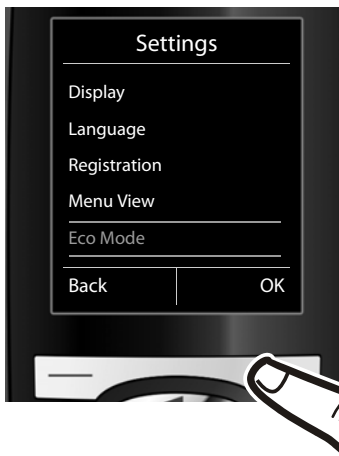 Settings
Display
Language
Registration
Menu View
Eco Mode
Back OK